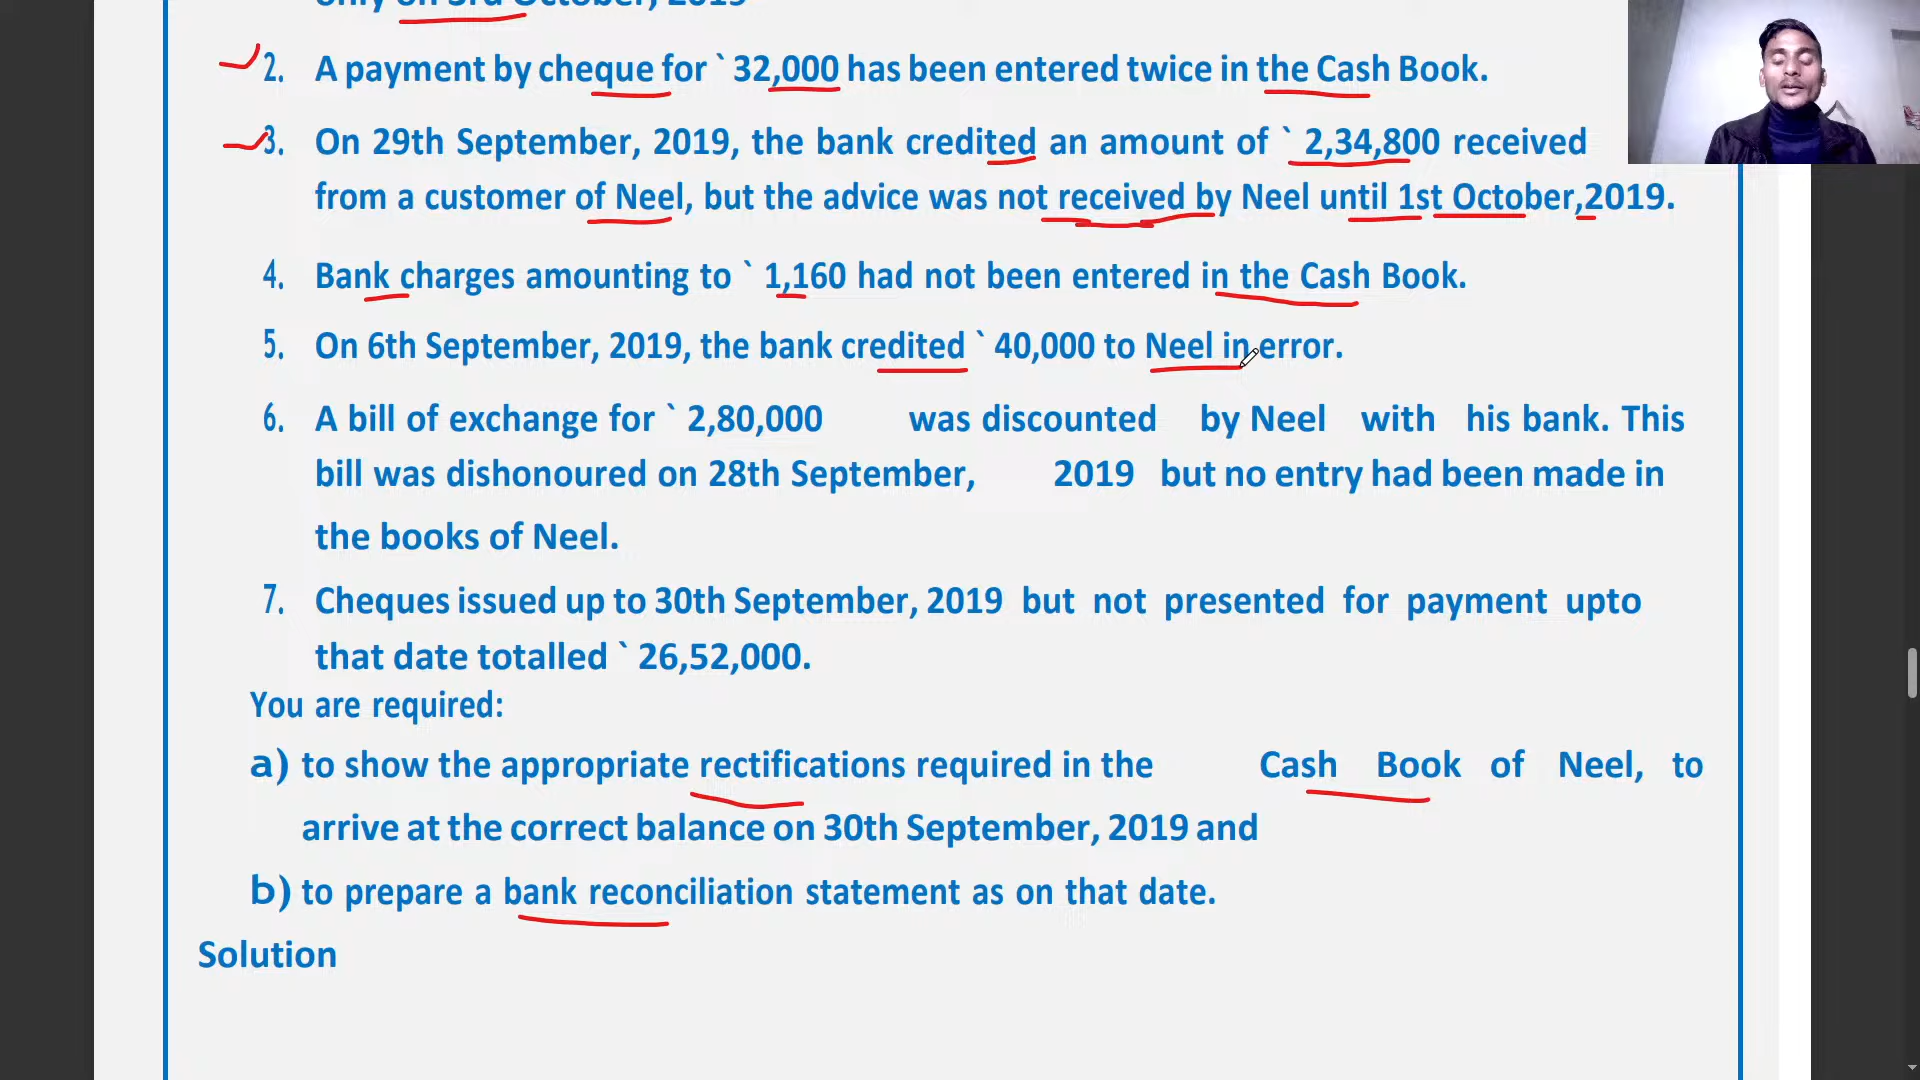 only on 3rd October, 2019
2. A payment by cheque for ` 32,000 has been entered twice in the Cash Book.
3. On 29th September, 2019, the bank credited an amount of ` 2,34,800 received
from a customer of Neel, but the advice was not received by Neel until 1st October,2019.
4. Bank charges amounting to ` 1,160 had not been entered in the Cash Book.
5. On 6th September, 2019, the bank credited ` 40,000 to Neel in error.
6. A bill of exchange for ` 2,80,000 was discounted by Neel with his bank. This
bill was dishonoured on 28th September, 2019 but no entry had been made in
the books of Neel.
7. Cheques issued up to 30th September, 2019 but not presented for payment upto
that date totalled ` 26,52,000.
You are required:
a) to show the appropriate rectifications required in the Cash Book of Neel, to
arrive at the correct balance on 30th September, 2019 and
b) to prepare a bank reconciliation statement as on that date.
Solution